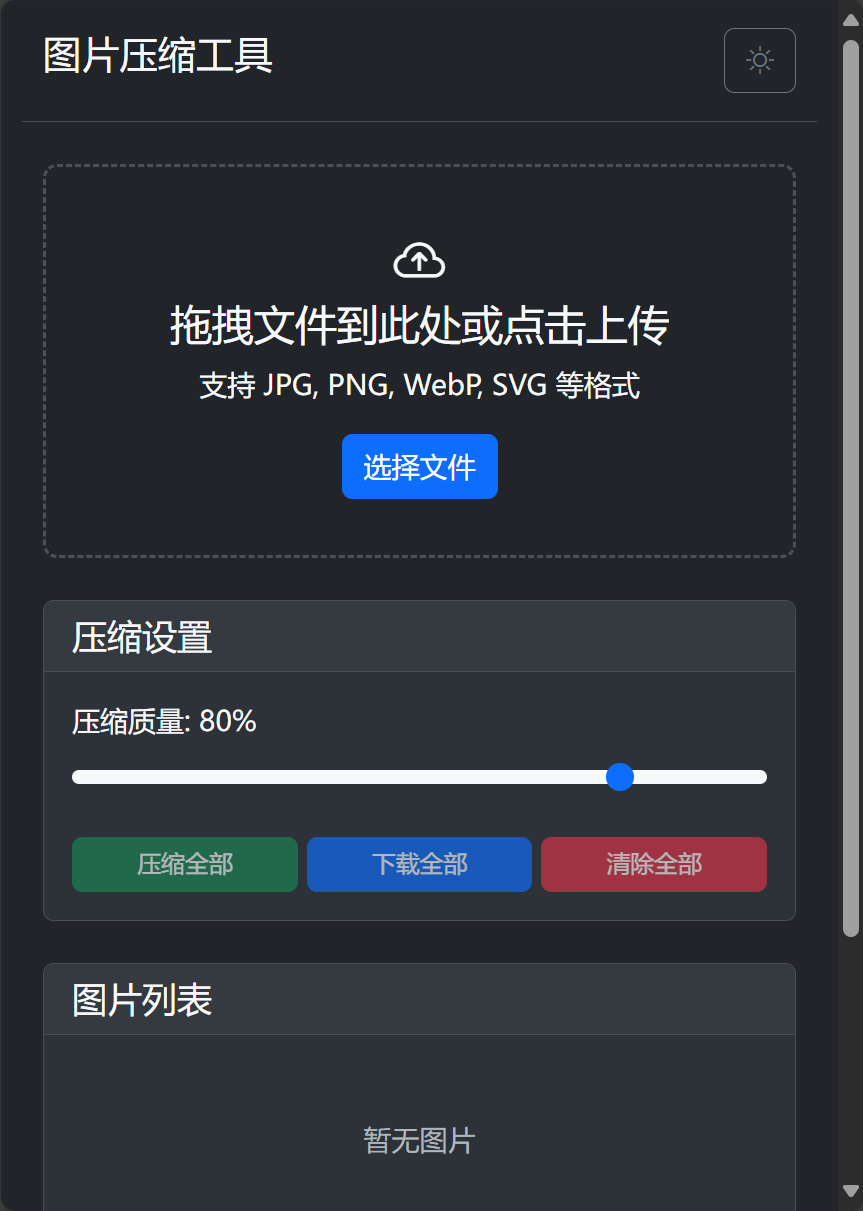 图片压缩工具
拖拽文件到此处或点击上传
支持 JPG, PNG, WebP, SVG 等格式
选择文件
压缩设置
压缩质量: 80%
压缩全部 下载全部 清除全部
图片列表
暂无图片